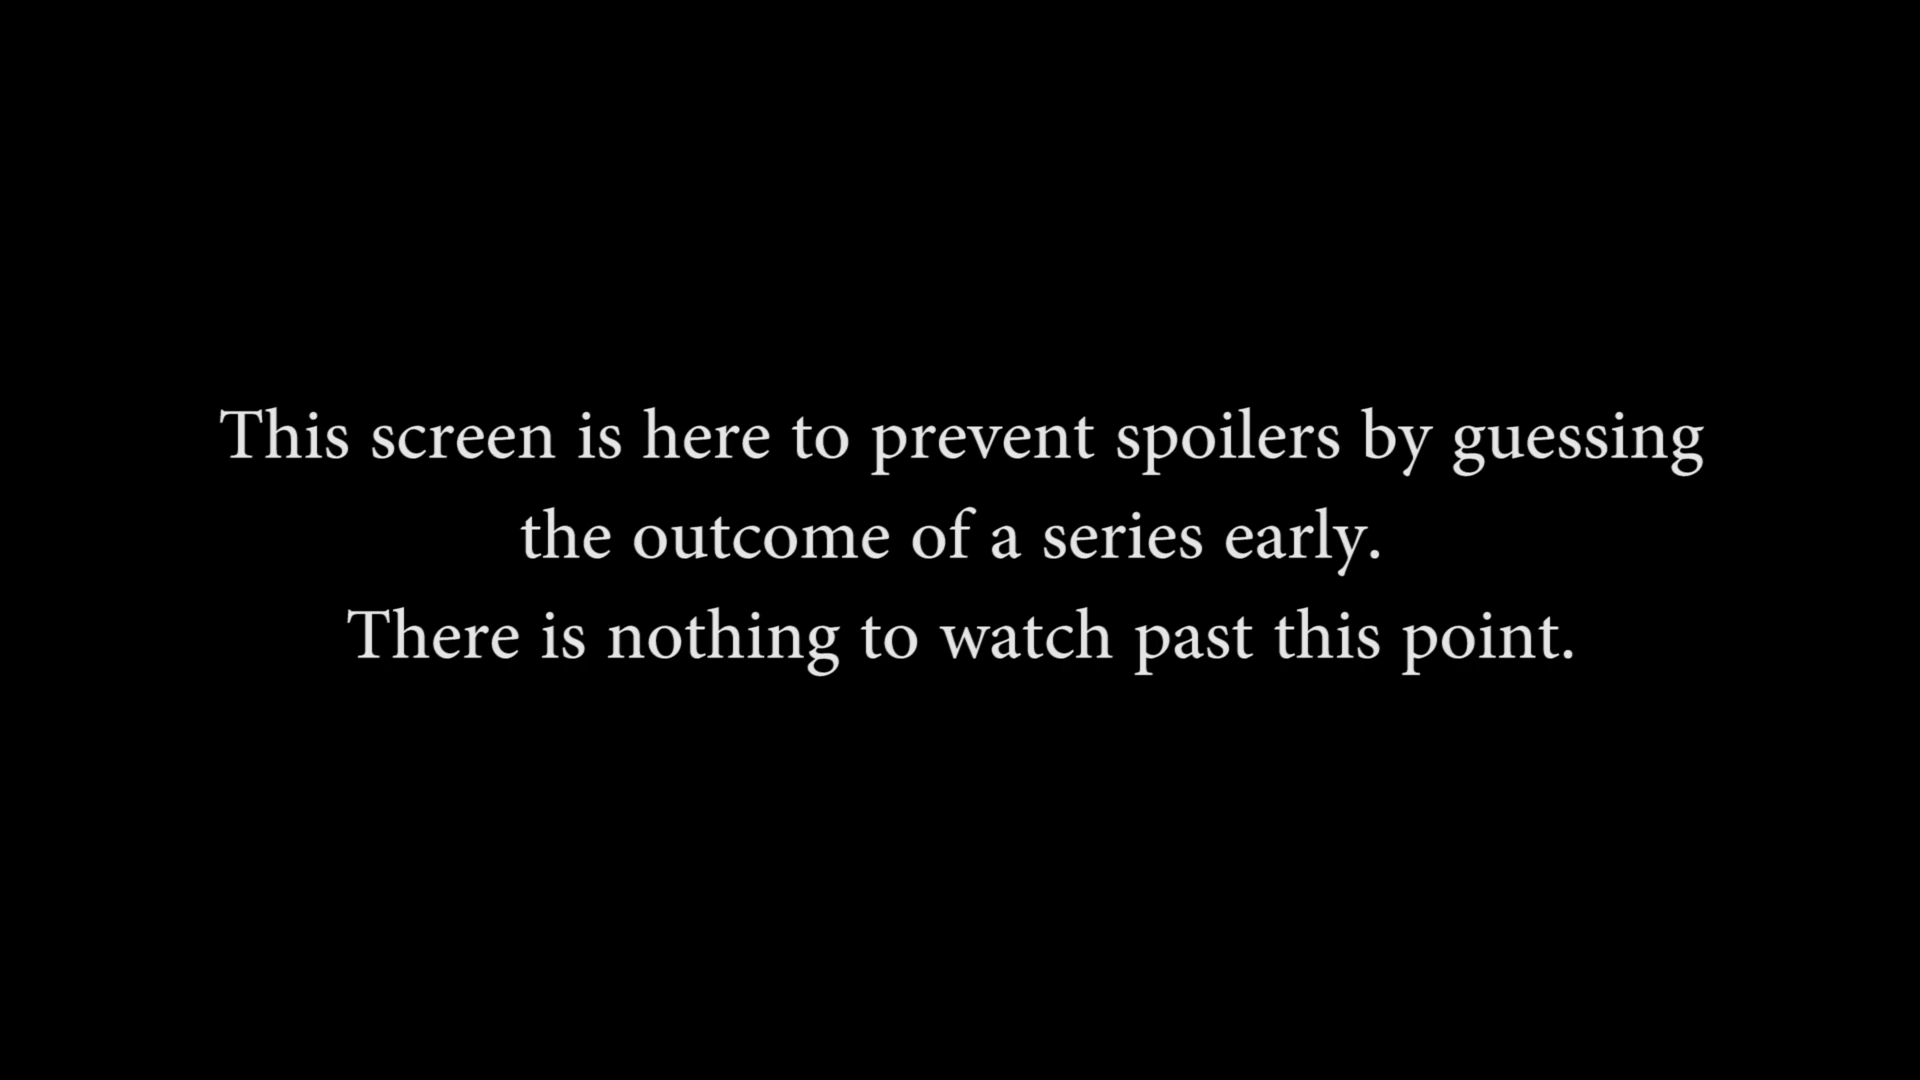 This screen is here to prevent spoilers by guessing
the outcome of a series early.
There is nothing to watch past this point.